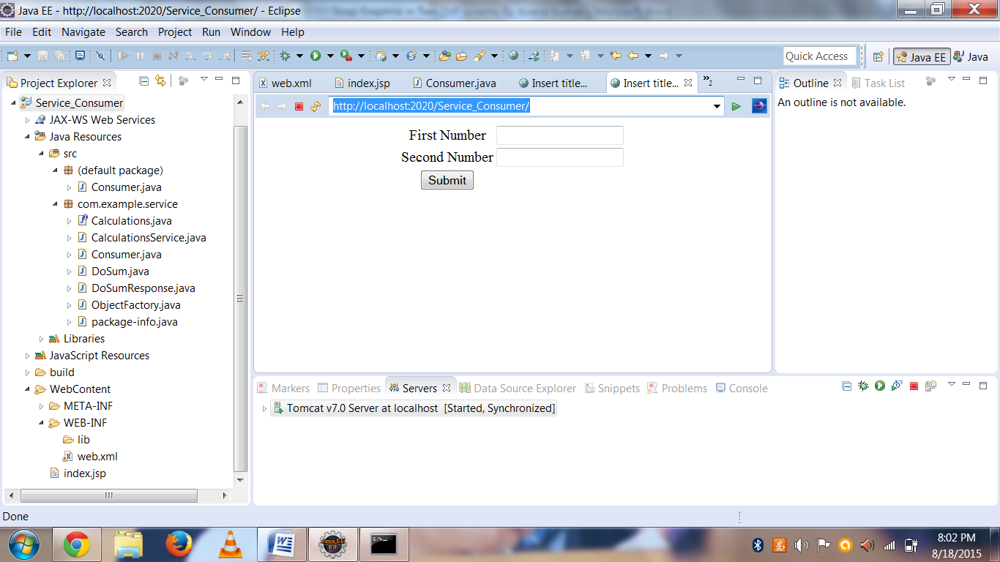 Java EE - http://localhost:2020/Service_Consumer/ - Eclipse
File Edit Navigate Search Project Run Window Help
Quick Access
Java EE
Java
Project Explorer
Service_Consumer
JAX-WS Web Services
Java Resources
src
(default package)
Consumer.java
com.example.service
Calculations.java
CalculationsService.java
Consumer.java
DoSum.java
DoSumResponse.java
ObjectFactory.java
package-info.java
Libraries
JavaScript Resources
build
WebContent
META-INF
WEB-INF
lib
web.xml
index.jsp
web.xml index.jsp Consumer.java Insert title... Insert title... »2
http://localhost:2020/Service_Consumer/
First Number
Second Number
Submit
Outline Task List
An outline is not available.
Markers Properties Servers Data Source Explorer Snippets Problems Console
Tomcat v7.0 Server at localhost [Started, Synchronized]
Done
Java EE
IDE
8:02 PM
8/18/2015